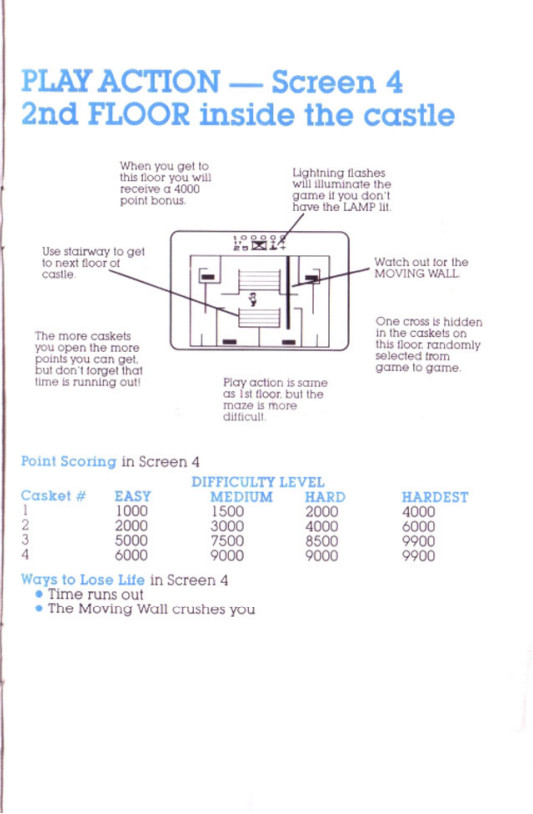 PLAY ACTION — Screen 4
2nd FLOOR inside the castle
When you get to
this floor you will
receive a 4000
point bonus.
Lightning flashes
will illuminate the
game if you don't
have the LAMP lit.
Use stairway to get
to next floor of
castle.
Watch out for the
MOVING WALL.
The more caskets
you open the more
points you can get,
but don't forget that
time is running out!
One cross is hidden
in the caskets on
this floor, randomly
selected from
game to game.
Play action is same
as 1st floor, but the
maze is more
difficult.
Point Scoring in Screen 4
DIFFICULTY LEVEL
Casket # EASY MEDIUM HARD HARDEST
1 1000 1500 2000 4000
2 2000 3000 4000 6000
3 5000 7500 8500 9900
4 6000 9000 9000 9900
Ways to Lose Life in Screen 4
• Time runs out
• The Moving Wall crushes you